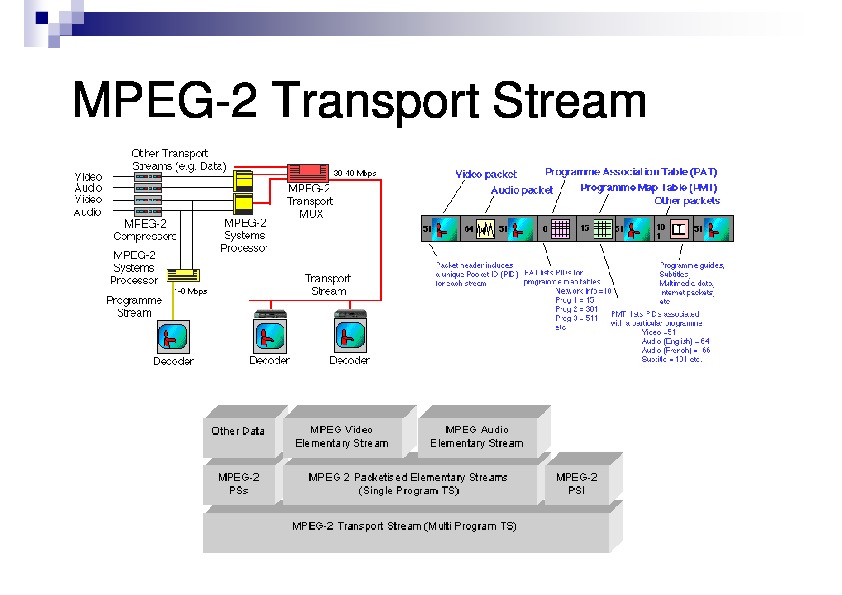 MPEG-2 Transport Stream
Other Transport
Streams (e.g. Data)
Video
Audio
Video
Audio
30-40 Mbps
MPEG-2
Transport
MUX
MPEG-2
Compressors
MPEG-2
Systems
Processor
MPEG-2
Systems
Processor
Mbps
Programme
Stream
Transport
Stream
Decoder
Decoder
Decoder
Video packet
Audio packet
Programme Association Table (PAT)
Programme Map Table (PMT)
Other packets
51
64
51
0
15
51
10
1
51
Packet header includes
a unique Packet ID (PID)
for each stream
PAT lists PIDs for
programme map tables
Network Info =10
Prog 1 = 15
Prog 2 = 301
Prog 3 = 511
etc
PMT lists PIDs associated
with a particular programme
Video =51
Audio (English) = 64
Audio (French) = 66
Subtitle = 101 etc.
Programme guides,
Subtitles,
Multimedia data,
Internet packets,
etc
Other Data
MPEG Video
Elementary Stream
MPEG Audio
Elementary Stream
MPEG-2
PSs
MPEG 2 Packetised Elementary Streams
(Single Program TS)
MPEG-2
PSI
MPEG-2 Transport Stream (Multi Program TS)